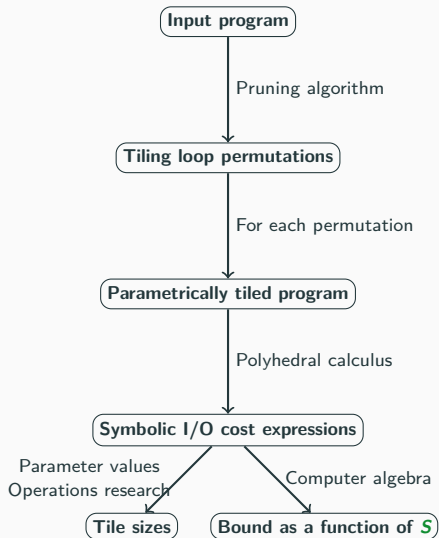 Input program
Pruning algorithm
Tiling loop permutations
For each permutation
Parametrically tiled program
Polyhedral calculus
Symbolic I/O cost expressions
Parameter values
Operations research
Computer algebra
Tile sizes
Bound as a function of S